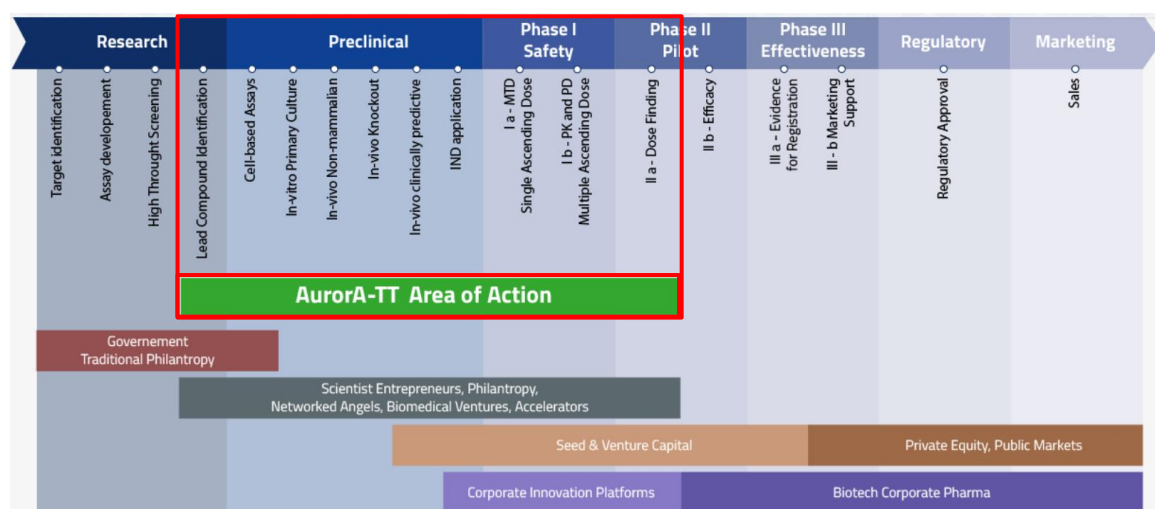 Research
Preclinical
Phase I
Safety
Phase II
Pilot
Phase III
Effectiveness
Regulatory
Marketing
Target identification
Assay developement
High Throught Screening
Lead Compound Identification
Cell-based Assays
In-vitro Primary Culture
In-vivo Non-mammalian
In-vivo Knockout
In-vivo clinically predictive
IND application
I a - MTD
Single Ascending Dose
I b - PK and PD
Multiple Ascending Dose
II a - Dose Finding
II b - Efficacy
III a - Evidence
for Registration
III - b Marketing
Support
Regulatory Approval
Sales
AurorA-TT Area of Action
Governement
Traditional Philantropy
Scientist Entrepreneurs, Philantropy,
Networked Angels, Biomedical Ventures, Accelerators
Seed & Venture Capital
Private Equity, Public Markets
Corporate Innovation Platforms
Biotech Corporate Pharma